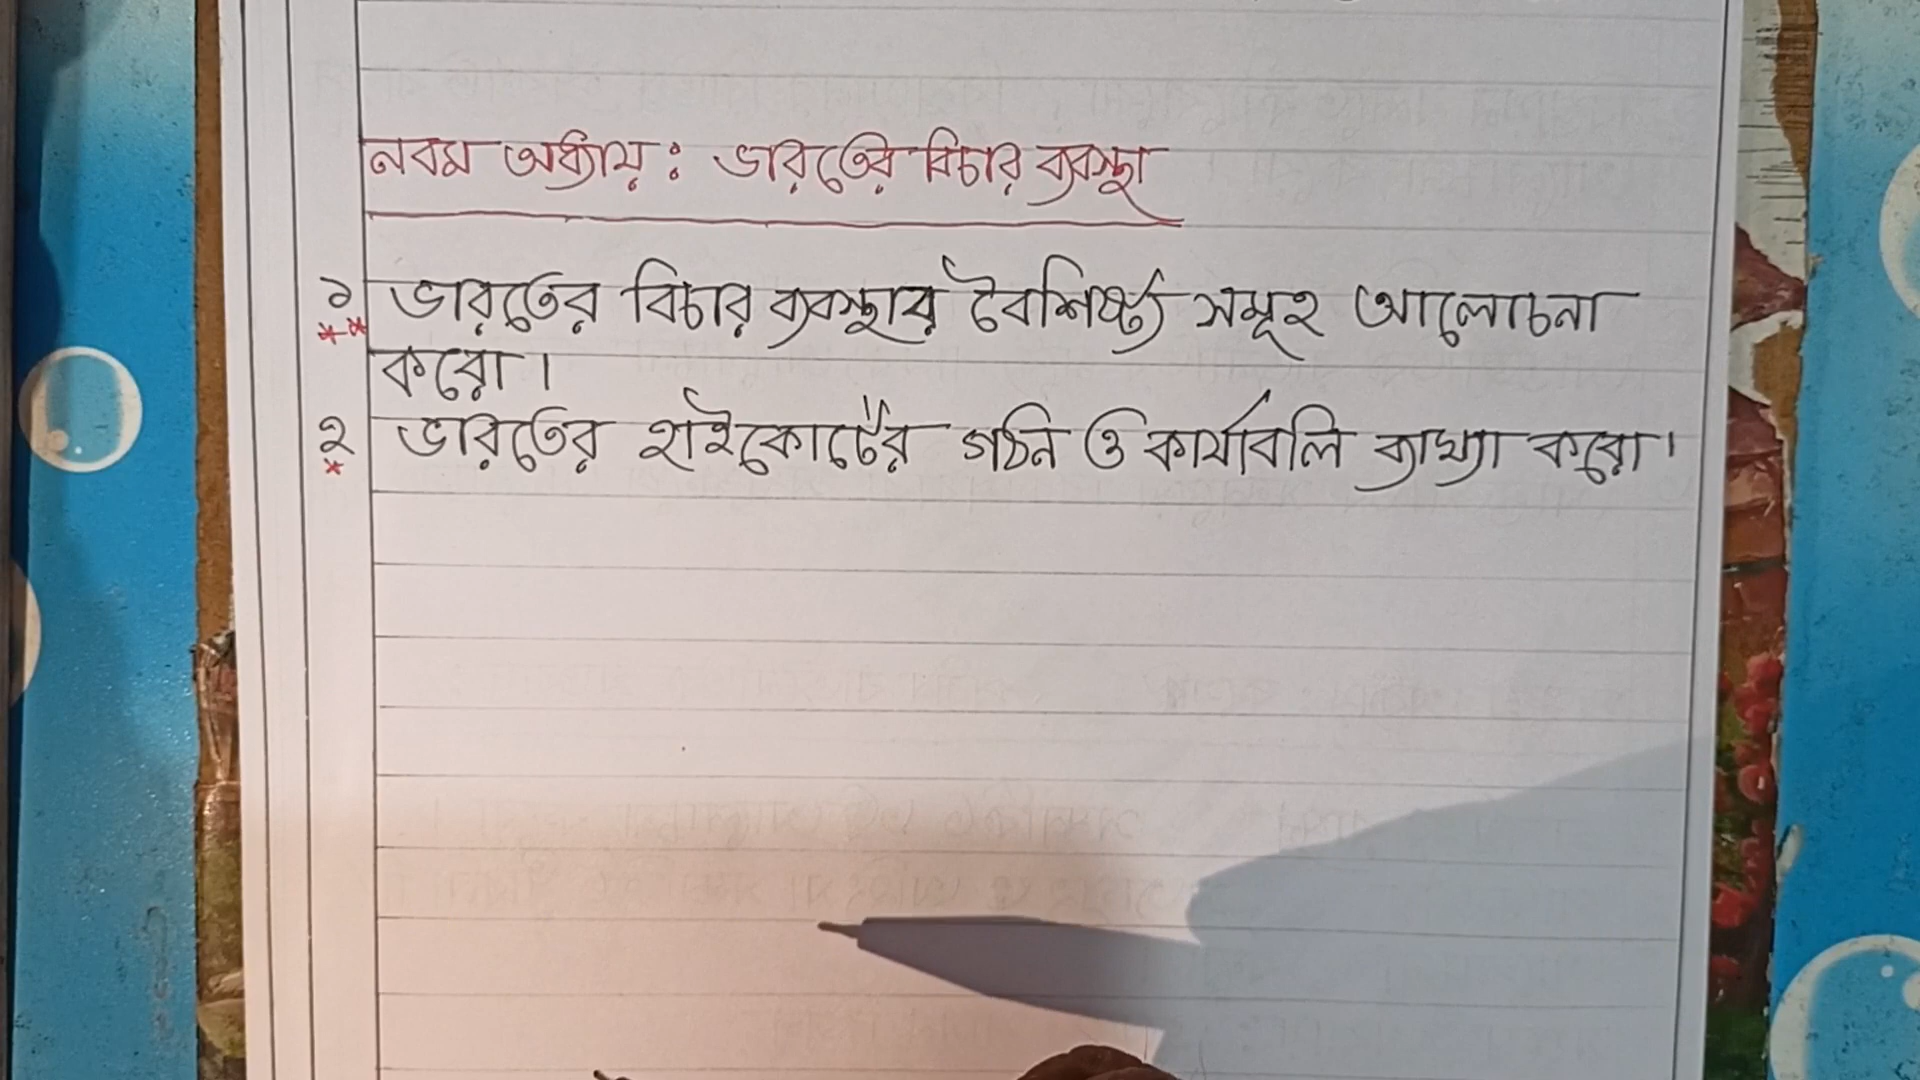 নবম অধ্যায়: ভারতের বিচার ব্যবস্থা
১ ভারতের বিচার ব্যবস্থার বৈশিষ্ট্য সমূহ আলোচনা
** করো।
২ ভারতের হাইকোর্টের গঠন ও কার্যাবলি ব্যাখ্যা করো।
*